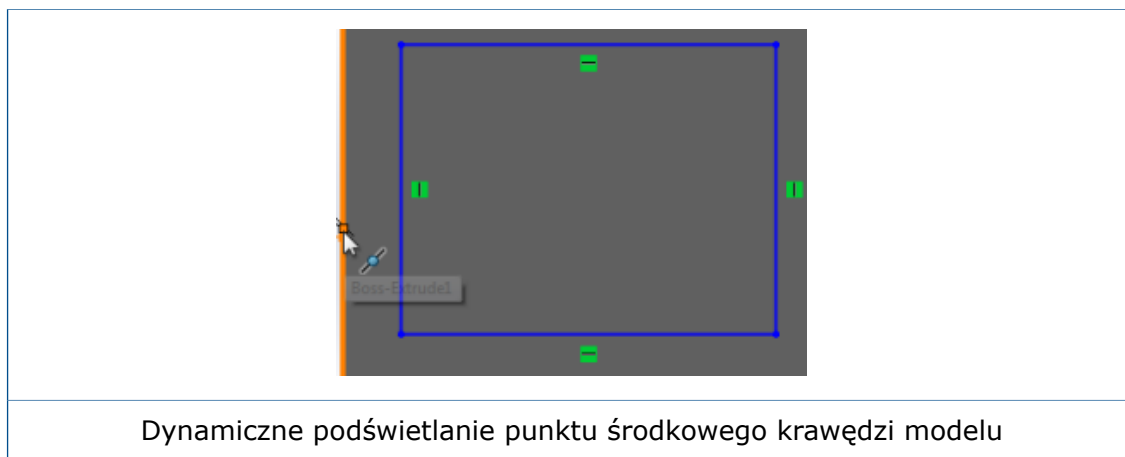 Boss-Extrude1
Dynamiczne podświetlanie punktu środkowego krawędzi modelu